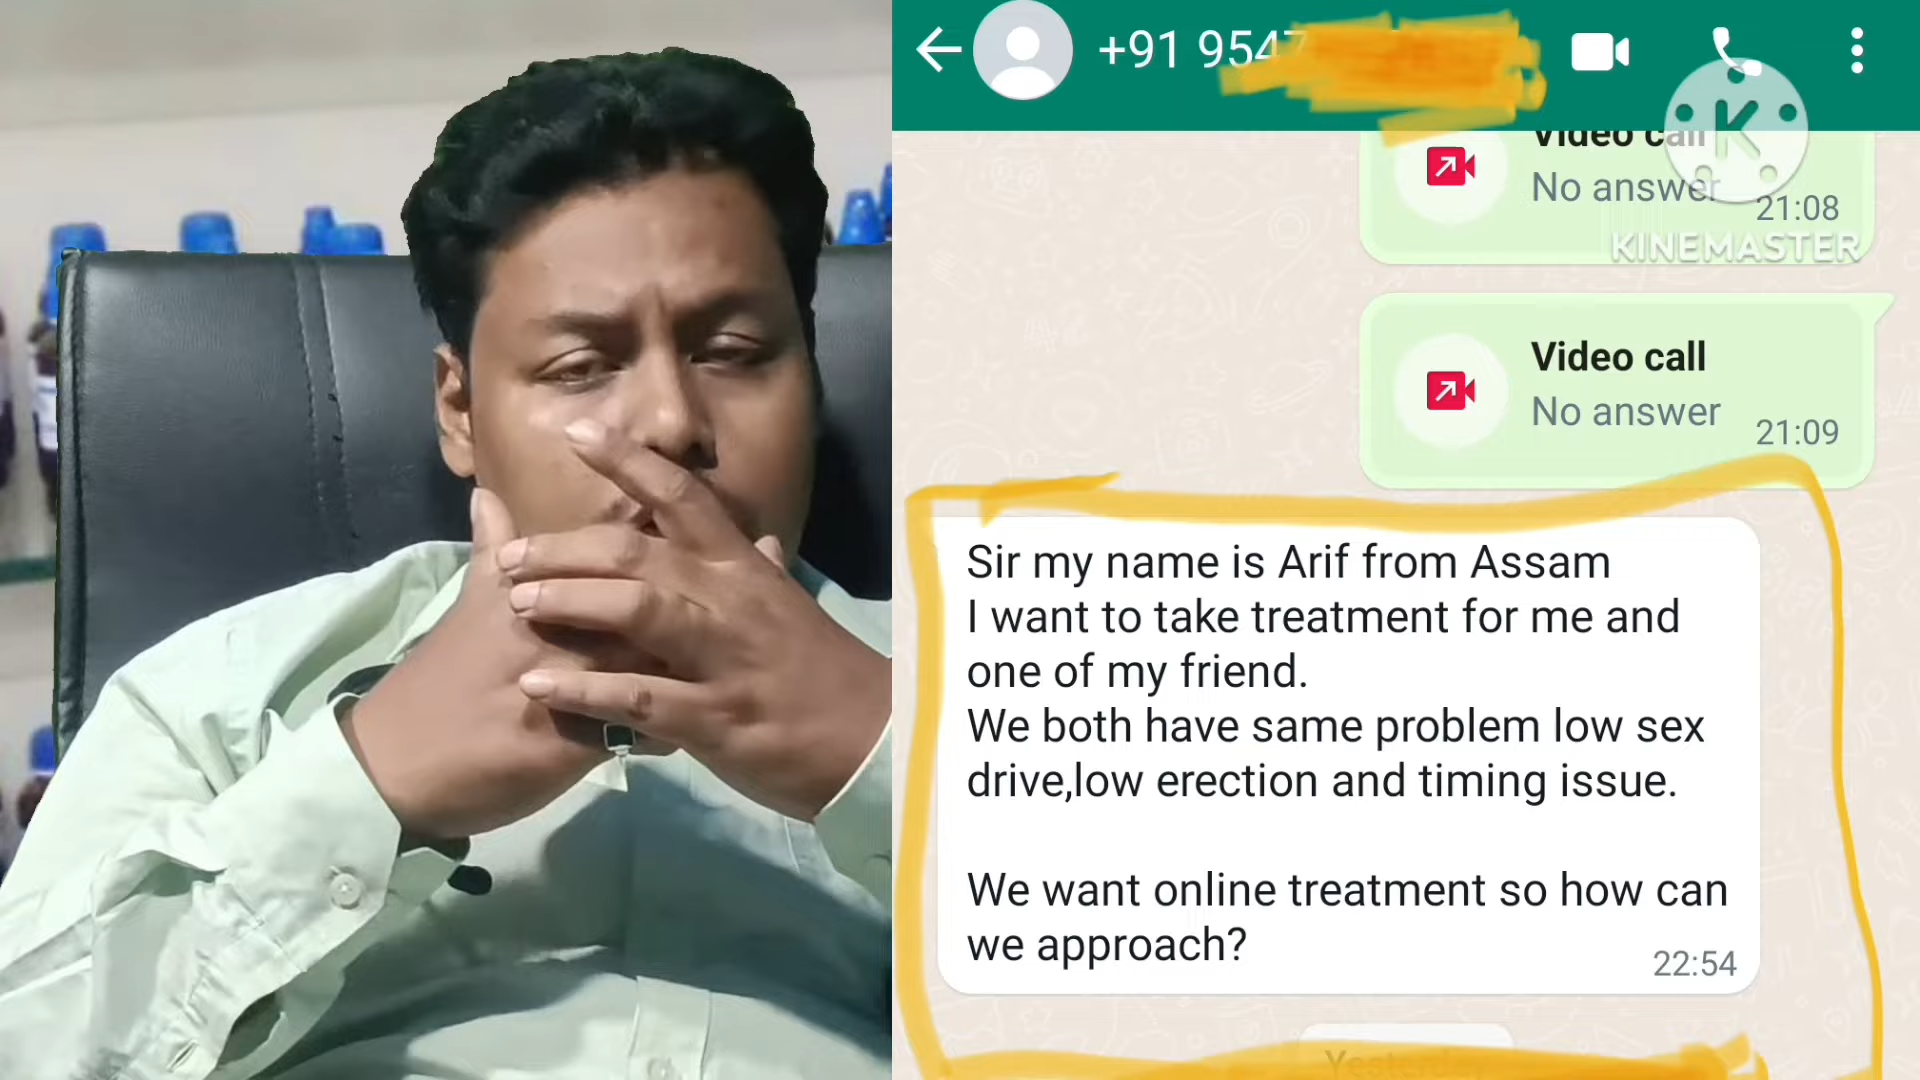 +91 9547
Video call
No answer
21:08
K
KINEMASTER
Video call
No answer
21:09
Sir my name is Arif from Assam
I want to take treatment for me and
one of my friend.
We both have same problem low sex
drive,low erection and timing issue.
We want online treatment so how can
we approach?
22:54
Yesterday